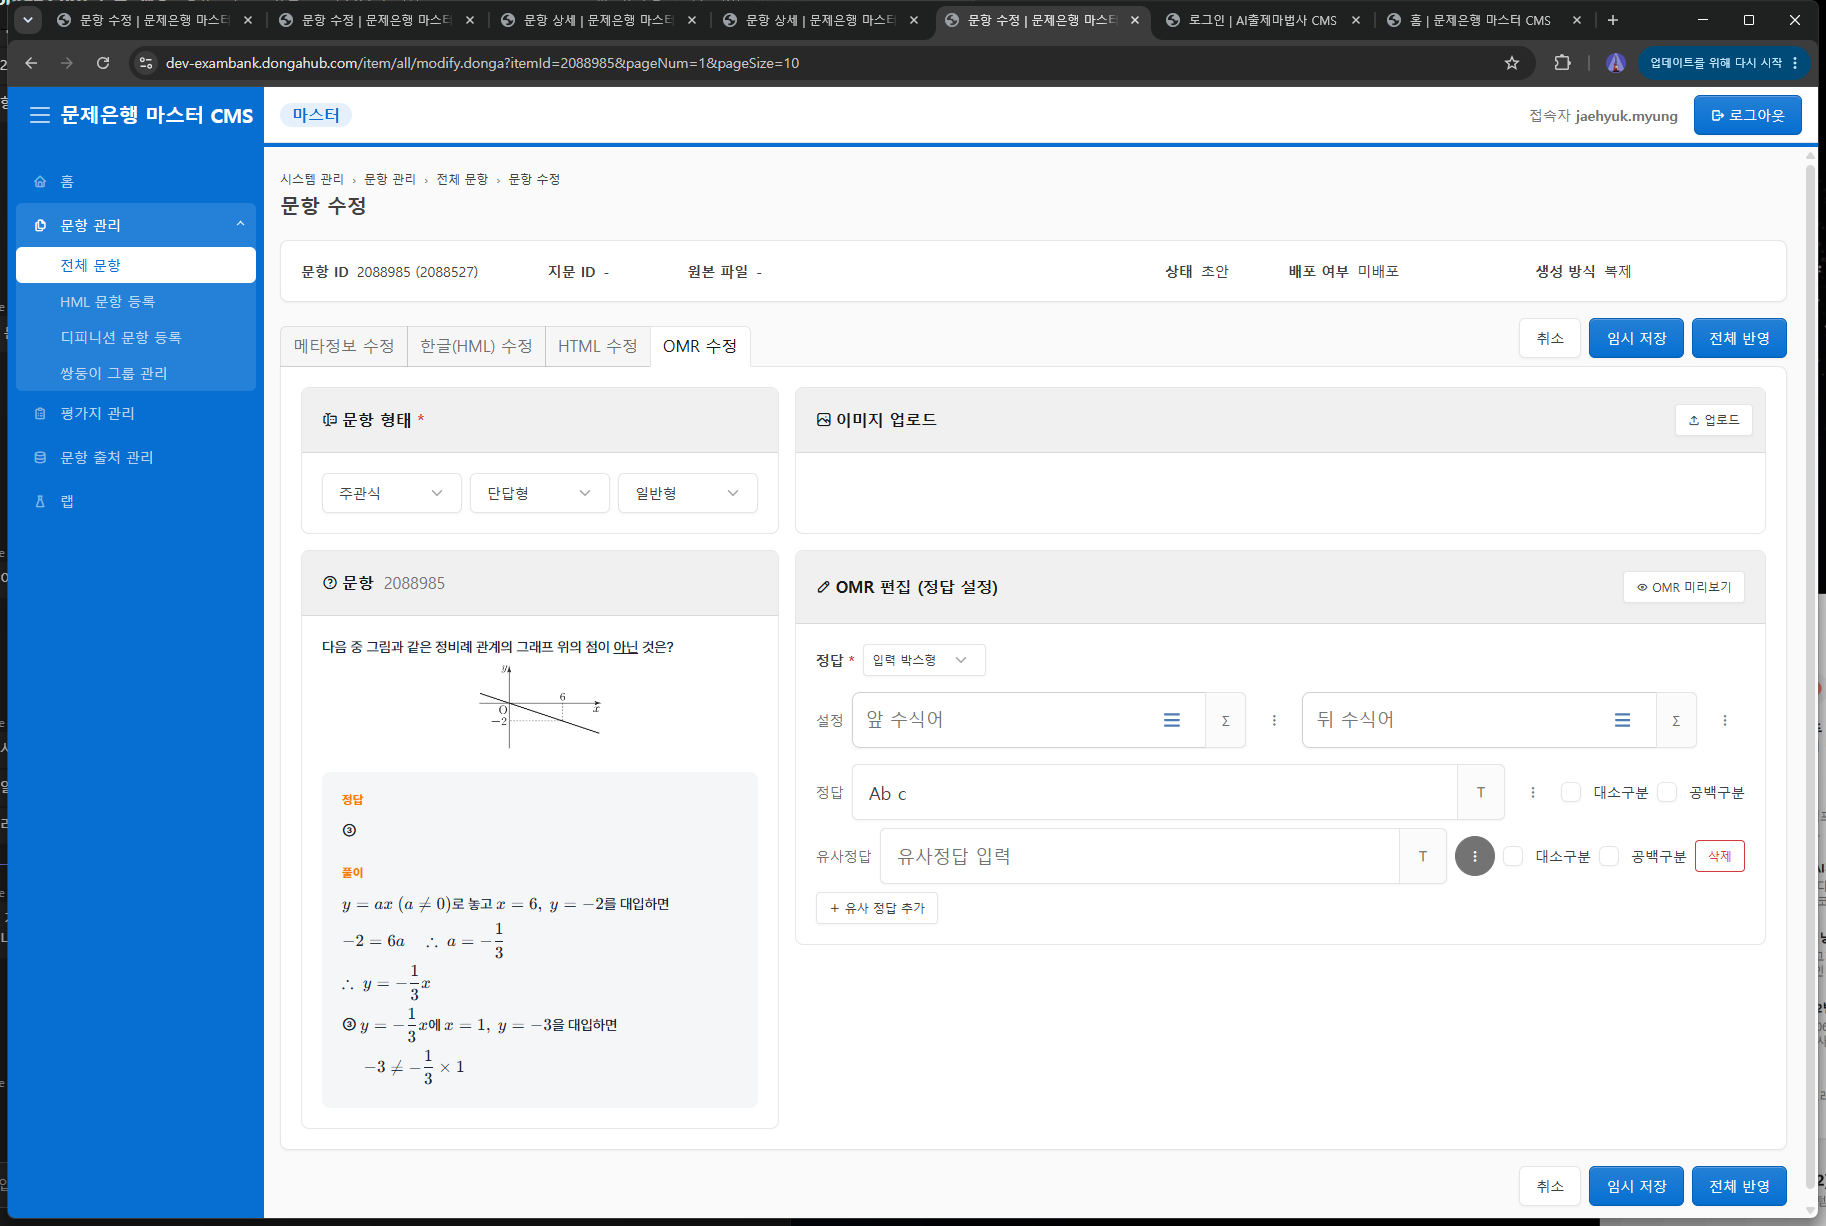 문항 수정 | 문제은행 마스터
문항 수정 | 문제은행 마스터
문항 상세 | 문제은행 마스터
문항 상세 | 문제은행 마스터
문항 수정 | 문제은행 마스터
로그인 | AI출제마법사 CMS
홈 | 문제은행 마스터 CMS
dev-exambank.dongahub.com/item/all/modify.donga?itemId=2088985&pageNum=1&pageSize=10
업데이트를 위해 다시 시작
문제은행 마스터 CMS
마스터
접속자 jaehyuk.myung
로그아웃
홈
문항 관리
전체 문항
HML 문항 등록
디피니션 문항 등록
쌍둥이 그룹 관리
평가지 관리
문항 출처 관리
랩
시스템 관리 › 문항 관리 › 전체 문항 › 문항 수정
문항 수정
문항 ID 2088985 (2088527)
지문 ID -
원본 파일 -
상태 초안
배포 여부 미배포
생성 방식 복제
메타정보 수정
한글(HML) 수정
HTML 수정
OMR 수정
취소
임시 저장
전체 반영
문항 형태 *
주관식
단답형
일반형
이미지 업로드
업로드
문항 2088985
다음 중 그림과 같은 정비례 관계의 그래프 위의 점이 아닌 것은?
y
6
O
x
−2
정답
③
풀이
y = ax (a ≠ 0)로 놓고 x = 6, y = −2를 대입하면
−2 = 6a ∴ a = −1/3
∴ y = −1/3x
③ y = −1/3x에 x = 1, y = −3을 대입하면
−3 ≠ −1/3 × 1
OMR 편집 (정답 설정)
OMR 미리보기
정답 * 입력 박스형
설정 앞 수식어 Σ 뒤 수식어 Σ
정답 Ab c T 대소구분 공백구분
유사정답 유사정답 입력 T 대소구분 공백구분 삭제
+ 유사 정답 추가
취소
임시 저장
전체 반영